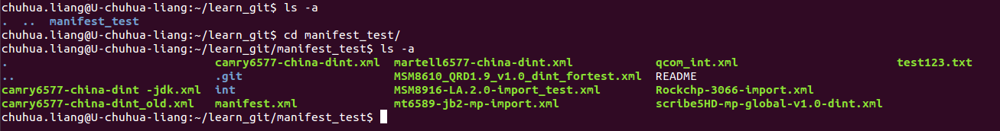 chuhua.liang@U-chuhua-liang:~/learn_git$ ls -a
.  ..  manifest_test
chuhua.liang@U-chuhua-liang:~/learn_git$ cd manifest_test/
chuhua.liang@U-chuhua-liang:~/learn_git/manifest_test$ ls -a
.                            camry6577-china-dint.xml  martell6577-china-dint.xml           qcom_int.xml                         test123.txt
..                           .git                      MSM8610_QRD1.9_v1.0_dint_fortest.xml  README
camry6577-china-dint -jdk.xml  int                       MSM8916-LA.2.0-import_test.xml       Rockchp-3066-import.xml
camry6577-china-dint_old.xml  manifest.xml              mt6589-jb2-mp-import.xml             scribe5HD-mp-global-v1.0-dint.xml
chuhua.liang@U-chuhua-liang:~/learn_git/manifest_test$